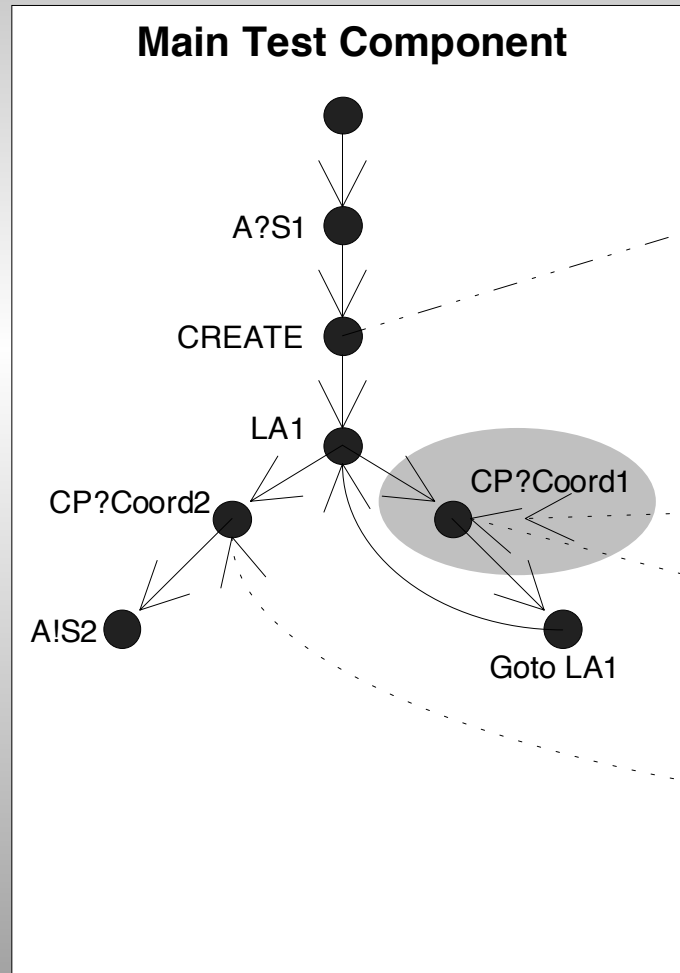 Main Test Component
A?S1
CREATE
LA1
CP?Coord1
CP?Coord2
A!S2
Goto LA1